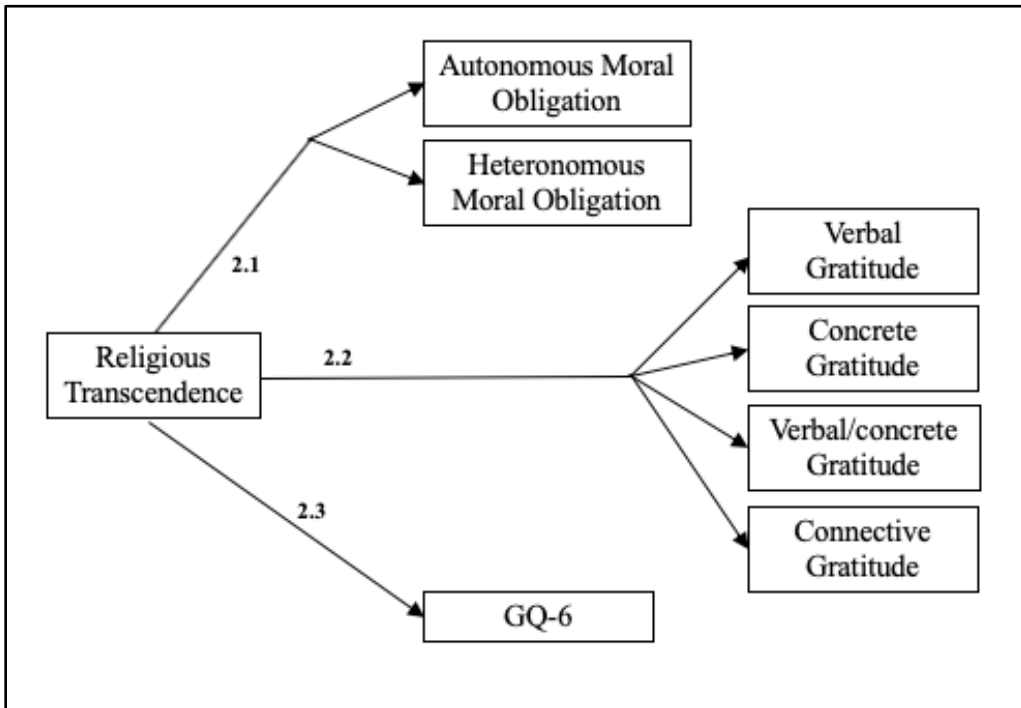 Autonomous Moral
Obligation
Heteronomous
Moral Obligation
2.1
Verbal
Gratitude
Religious
Transcendence
2.2
Concrete
Gratitude
Verbal/concrete
Gratitude
Connective
Gratitude
2.3
GQ-6